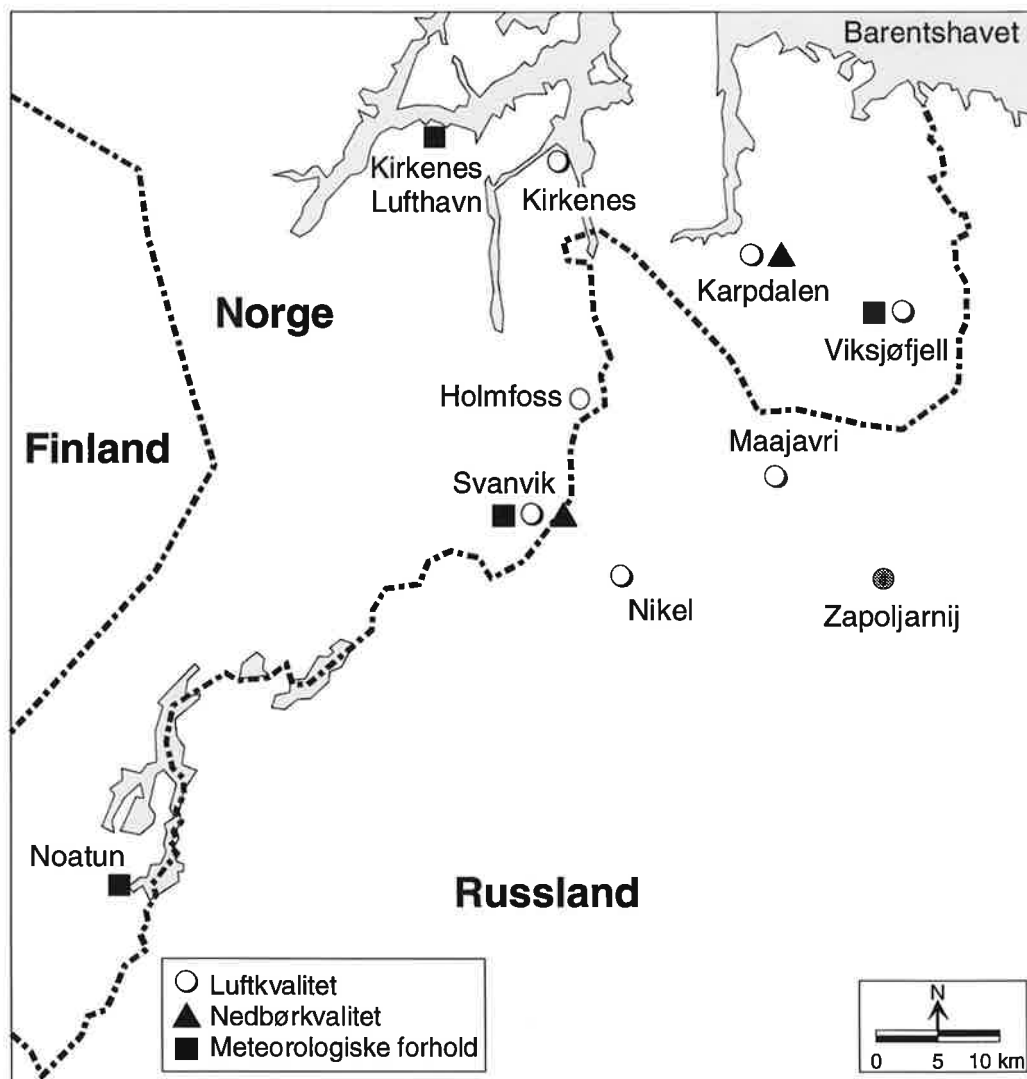 Barentshavet
Kirkenes
Lufthavn
Kirkenes
Karpdalen
Norge
Viksjøfjell
Holmfoss
Finland
Maajavri
Svanvik
Nikel
Zapoljarnij
Noatun
Russland
Luftkvalitet
Nedbørkvalitet
Meteorologiske forhold
N
0 5 10 km